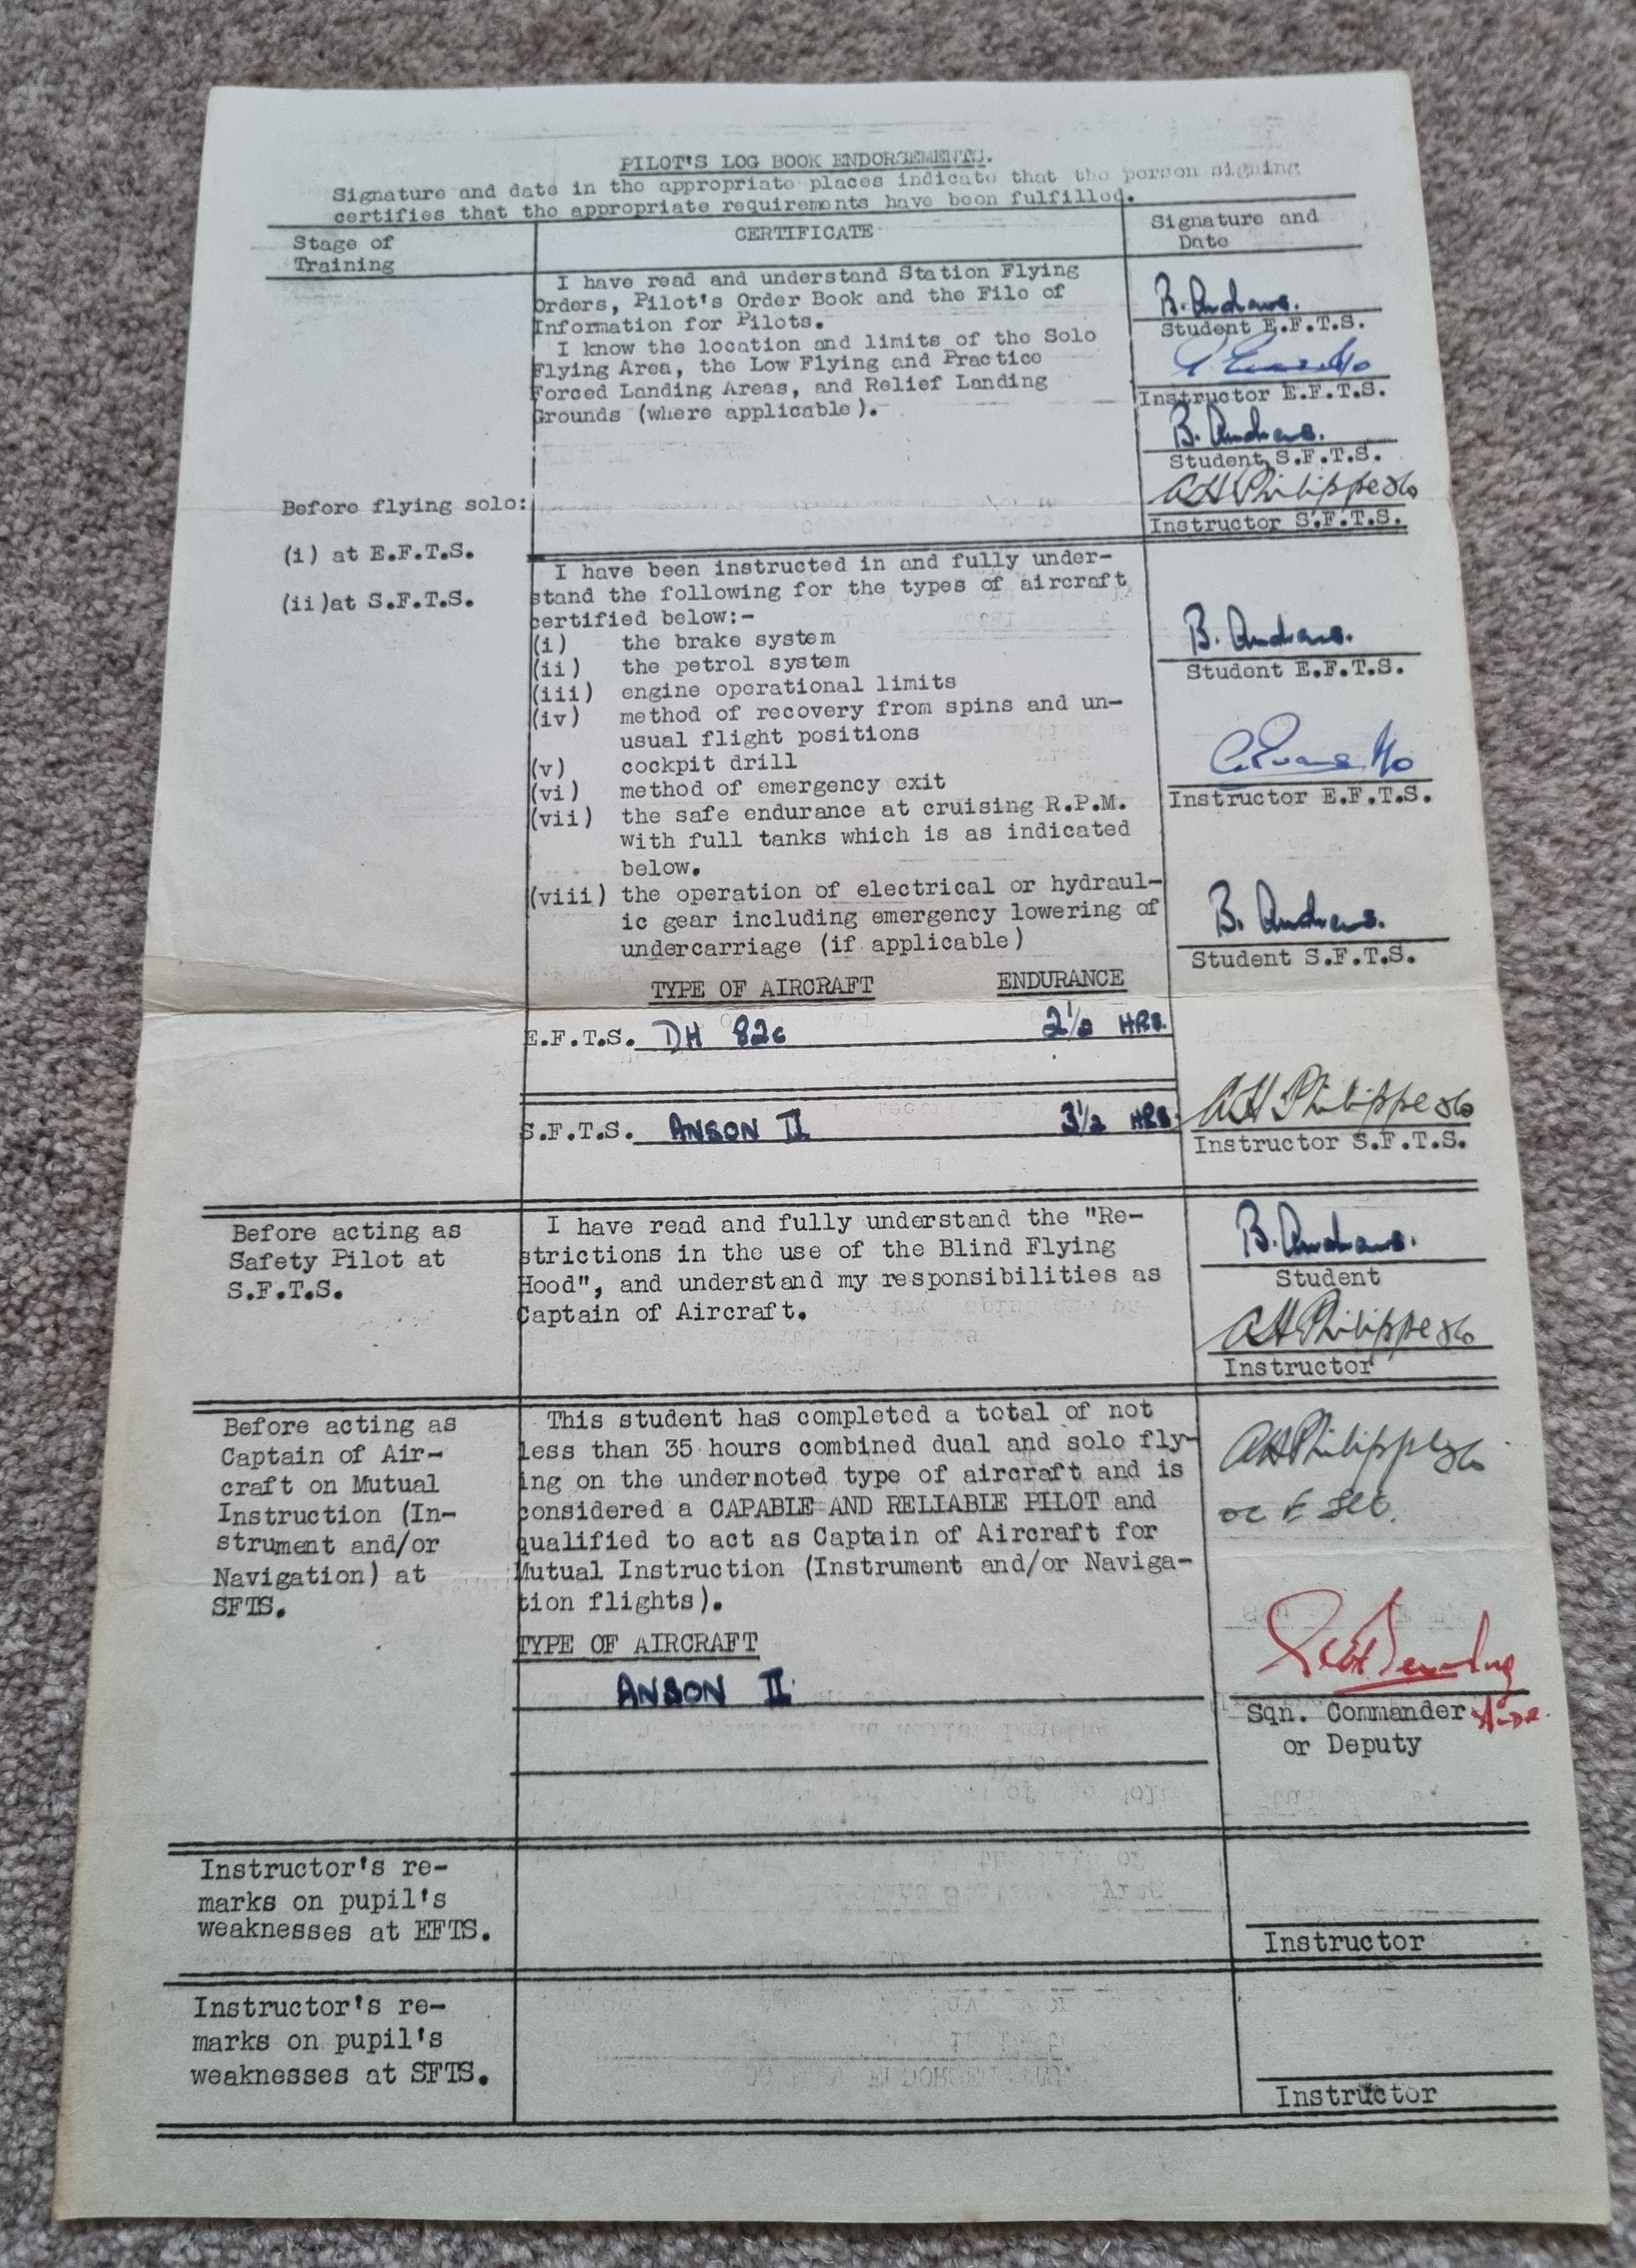 PILOT'S LOG BOOK ENDORSEMENTS.
Signature and date in the appropriate places indicate that the person signing
certifies that the appropriate requirements have been fulfilled.
Stage of
Training
CERTIFICATE
Signature and
Date
I have read and understand Station Flying
Orders, Pilot's Order Book and the File of
Information for Pilots.
I know the location and limits of the Solo
Flying Area, the Low Flying and Practice
Forced Landing Areas, and Relief Landing
Grounds (where applicable).
B. Andrews.
Student E.F.T.S.
Instructor E.F.T.S.
B. Andrews.
Student S.F.T.S.
AH Philippe
Instructor S.F.T.S.
Before flying solo:
(i) at E.F.T.S.
(ii) at S.F.T.S.
I have been instructed in and fully under-
stand the following for the types of aircraft
certified below:-
(i) the brake system
(ii) the petrol system
(iii) engine operational limits
(iv) method of recovery from spins and un-
usual flight positions
(v) cockpit drill
(vi) method of emergency exit
(vii) the safe endurance at cruising R.P.M.
with full tanks which is as indicated
below.
(viii) the operation of electrical or hydraul-
ic gear including emergency lowering of
undercarriage (if applicable)
B. Andrews.
Student E.F.T.S.
Instructor E.F.T.S.
B. Andrews.
Student S.F.T.S.
TYPE OF AIRCRAFT ENDURANCE
E.F.T.S. DH 82c 2½ HRS.
S.F.T.S. ANSON II 3½ HRS.
AH Philippe
Instructor S.F.T.S.
Before acting as
Safety Pilot at
S.F.T.S.
I have read and fully understand the "Re-
strictions in the use of the Blind Flying
Hood", and understand my responsibilities as
Captain of Aircraft.
B. Andrews.
Student
AH Philippe
Instructor
Before acting as
Captain of Air-
craft on Mutual
Instruction (In-
strument and/or
Navigation) at
SFTS.
This student has completed a total of not
less than 35 hours combined dual and solo fly-
ing on the undernoted type of aircraft and is
considered a CAPABLE AND RELIABLE PILOT and
qualified to act as Captain of Aircraft for
Mutual Instruction (Instrument and/or Naviga-
tion flights).
TYPE OF AIRCRAFT
ANSON II
AH Philippe
Sqn. Commander
or Deputy
Instructor's re-
marks on pupil's
weaknesses at EFTS.
Instructor
Instructor's re-
marks on pupil's
weaknesses at SFTS.
Instructor